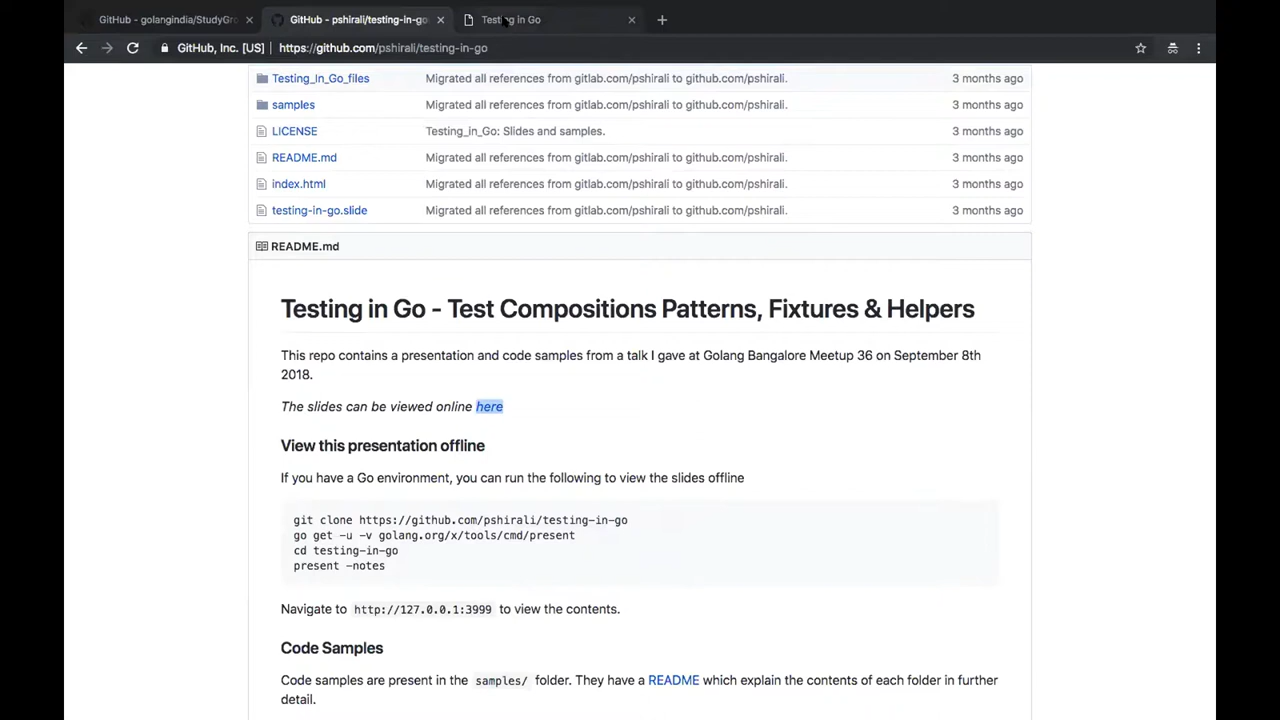 GitHub - golangindia/StudyGro
GitHub - pshirali/testing-in-go
Testing in Go
GitHub, Inc. [US]
https://github.com/pshirali/testing-in-go
Testing_In_Go_files Migrated all references from gitlab.com/pshirali to github.com/pshirali. 3 months ago
samples Migrated all references from gitlab.com/pshirali to github.com/pshirali. 3 months ago
LICENSE Testing_in_Go: Slides and samples. 3 months ago
README.md Migrated all references from gitlab.com/pshirali to github.com/pshirali. 3 months ago
index.html Migrated all references from gitlab.com/pshirali to github.com/pshirali. 3 months ago
testing-in-go.slide Migrated all references from gitlab.com/pshirali to github.com/pshirali. 3 months ago
README.md
Testing in Go - Test Compositions Patterns, Fixtures & Helpers
This repo contains a presentation and code samples from a talk I gave at Golang Bangalore Meetup 36 on September 8th
2018.
The slides can be viewed online here
View this presentation offline
If you have a Go environment, you can run the following to view the slides offline
git clone https://github.com/pshirali/testing-in-go
go get -u -v golang.org/x/tools/cmd/present
cd testing-in-go
present -notes
Navigate to http://127.0.0.1:3999 to view the contents.
Code Samples
Code samples are present in the samples/ folder. They have a README which explain the contents of each folder in further
detail.